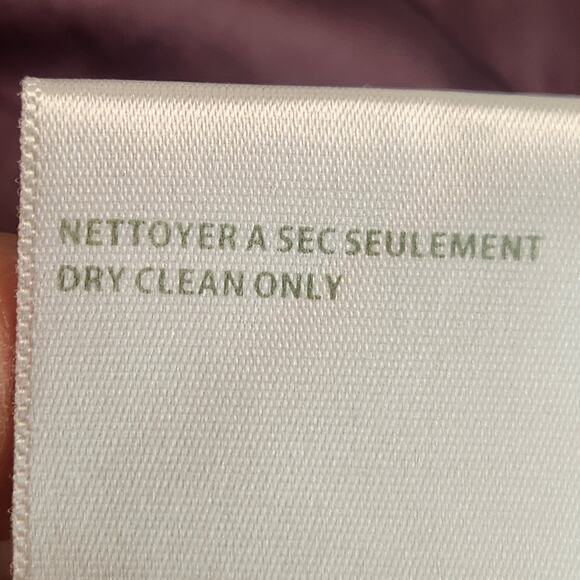 NETTOYER A SEC SEULEMENT
DRY CLEAN ONLY